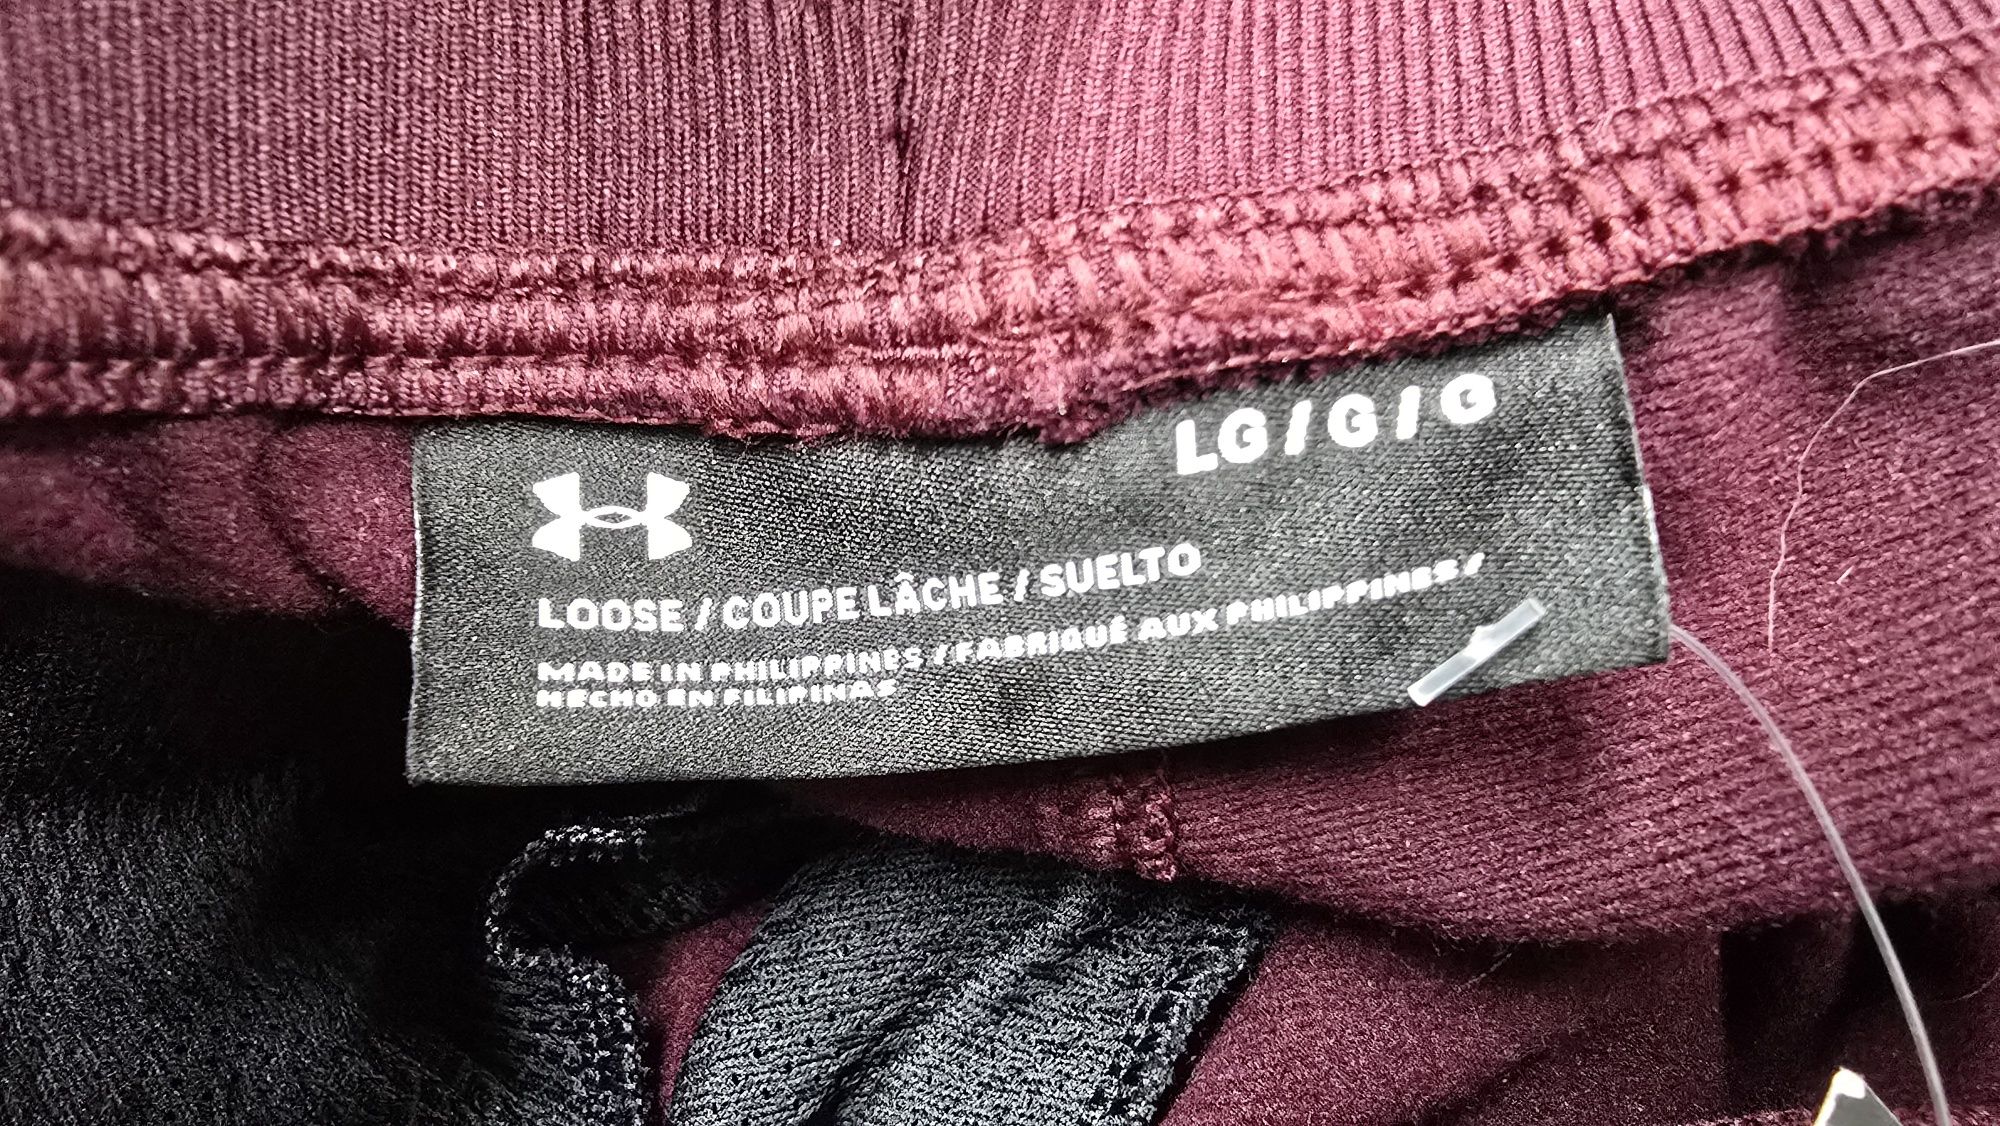 LG / G / G
LOOSE / COUPE LÂCHE / SUELTO
MADE IN PHILIPPINES / FABRIQUÉ AUX PHILIPPINES /
HECHO EN FILIPINAS